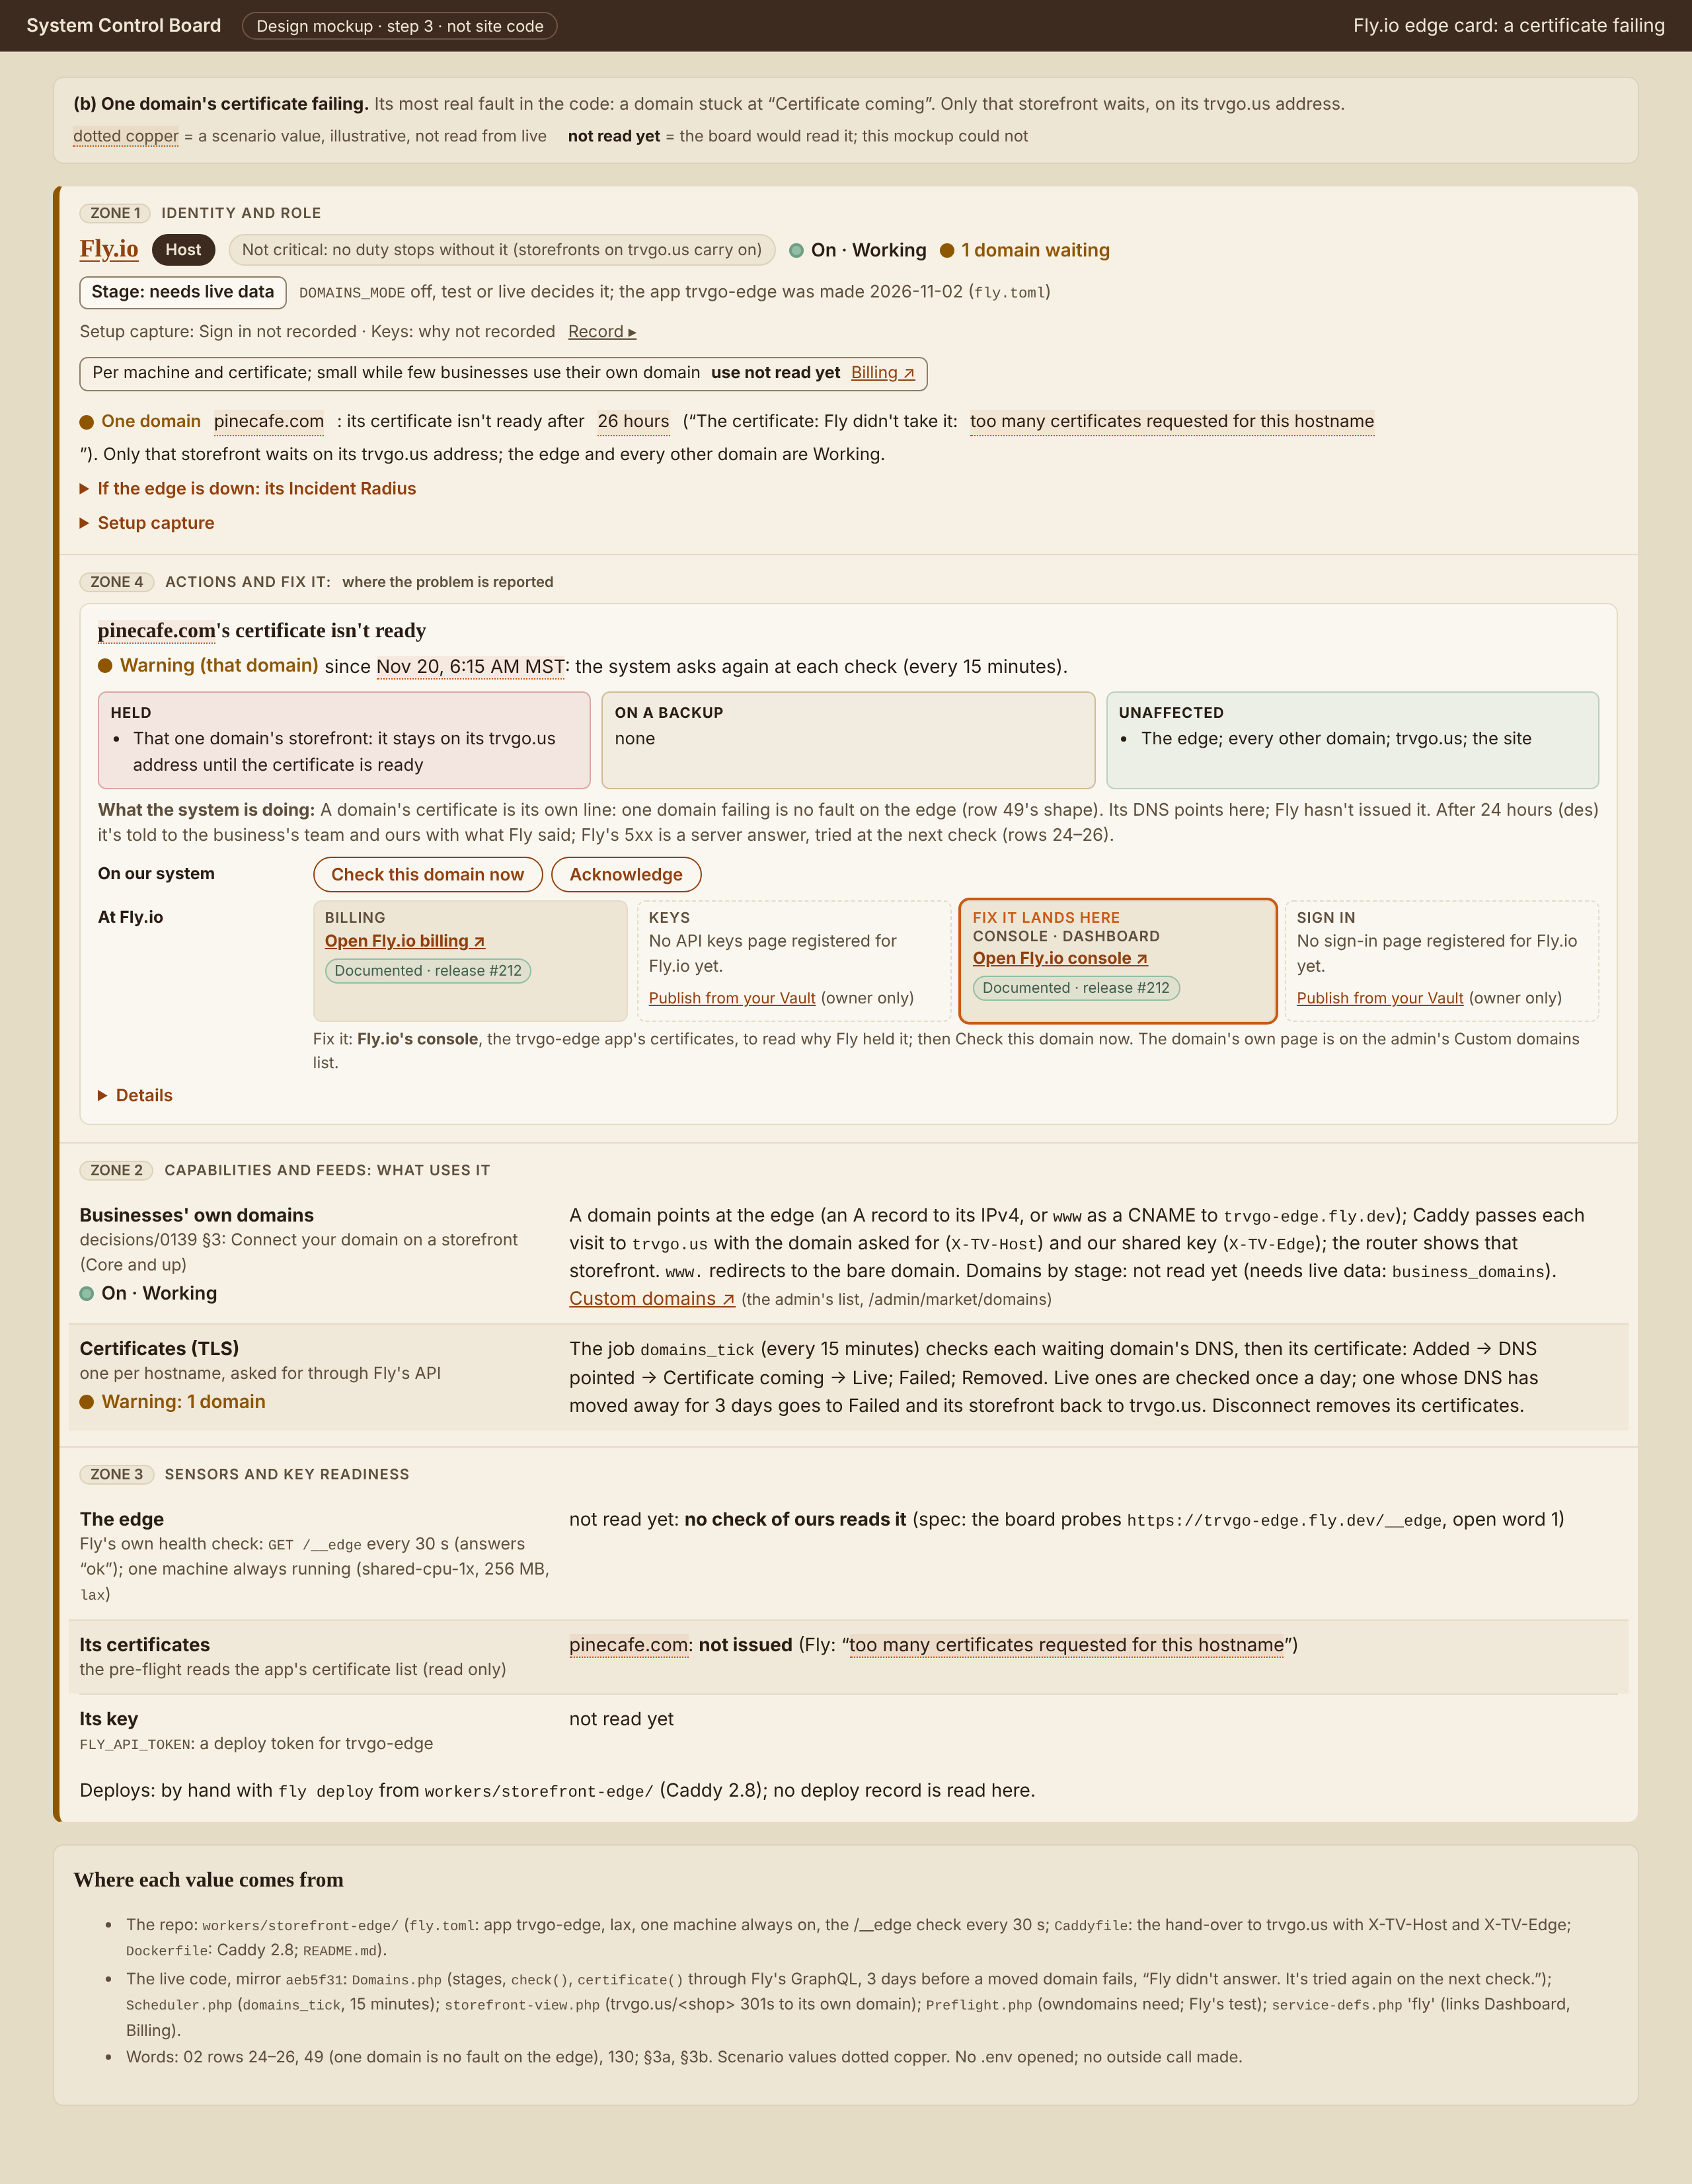 System Control Board
Design mockup · step 3 · not site code
Fly.io edge card: a certificate failing
(b) One domain's certificate failing. Its most real fault in the code: a domain stuck at “Certificate coming”. Only that storefront waits, on its trvgo.us address.
dotted copper = a scenario value, illustrative, not read from live not read yet = the board would read it; this mockup could not
ZONE 1 IDENTITY AND ROLE
Fly.io Host Not critical: no duty stops without it (storefronts on trvgo.us carry on) On · Working 1 domain waiting
Stage: needs live data DOMAINS_MODE off, test or live decides it; the app trvgo-edge was made 2026-11-02 (fly.toml)
Setup capture: Sign in not recorded · Keys: why not recorded Record ▸
Per machine and certificate; small while few businesses use their own domain use not read yet Billing ↗
One domain pinecafe.com : its certificate isn't ready after 26 hours (“The certificate: Fly didn't take it: too many certificates requested for this hostname
”). Only that storefront waits on its trvgo.us address; the edge and every other domain are Working.
▶ If the edge is down: its Incident Radius
▶ Setup capture
ZONE 4 ACTIONS AND FIX IT: where the problem is reported
pinecafe.com's certificate isn't ready
Warning (that domain) since Nov 20, 6:15 AM MST: the system asks again at each check (every 15 minutes).
HELD
• That one domain's storefront: it stays on its trvgo.us
address until the certificate is ready
ON A BACKUP
none
UNAFFECTED
• The edge; every other domain; trvgo.us; the site
What the system is doing: A domain's certificate is its own line: one domain failing is no fault on the edge (row 49's shape). Its DNS points here; Fly hasn't issued it. After 24 hours (des)
it's told to the business's team and ours with what Fly said; Fly's 5xx is a server answer, tried at the next check (rows 24–26).
On our system
Check this domain now
Acknowledge
At Fly.io
BILLING
Open Fly.io billing ↗
Documented · release #212
KEYS
No API keys page registered for
Fly.io yet.
Publish from your Vault (owner only)
FIX IT LANDS HERE
CONSOLE · DASHBOARD
Open Fly.io console ↗
Documented · release #212
SIGN IN
No sign-in page registered for Fly.io
yet.
Publish from your Vault (owner only)
Fix it: Fly.io's console, the trvgo-edge app's certificates, to read why Fly held it; then Check this domain now. The domain's own page is on the admin's Custom domains
list.
▶ Details
ZONE 2 CAPABILITIES AND FEEDS: WHAT USES IT
Businesses' own domains
decisions/0139 §3: Connect your domain on a storefront
(Core and up)
On · Working
A domain points at the edge (an A record to its IPv4, or www as a CNAME to trvgo-edge.fly.dev); Caddy passes each
visit to trvgo.us with the domain asked for (X-TV-Host) and our shared key (X-TV-Edge); the router shows that
storefront. www. redirects to the bare domain. Domains by stage: not read yet (needs live data: business_domains).
Custom domains ↗ (the admin's list, /admin/market/domains)
Certificates (TLS)
one per hostname, asked for through Fly's API
Warning: 1 domain
The job domains_tick (every 15 minutes) checks each waiting domain's DNS, then its certificate: Added → DNS
pointed → Certificate coming → Live; Failed; Removed. Live ones are checked once a day; one whose DNS has
moved away for 3 days goes to Failed and its storefront back to trvgo.us. Disconnect removes its certificates.
ZONE 3 SENSORS AND KEY READINESS
The edge
Fly's own health check: GET /__edge every 30 s (answers
“ok”); one machine always running (shared-cpu-1x, 256 MB,
lax)
not read yet: no check of ours reads it (spec: the board probes https://trvgo-edge.fly.dev/__edge, open word 1)
Its certificates
the pre-flight reads the app's certificate list (read only)
pinecafe.com: not issued (Fly: “too many certificates requested for this hostname”)
Its key
FLY_API_TOKEN: a deploy token for trvgo-edge
not read yet
Deploys: by hand with fly deploy from workers/storefront-edge/ (Caddy 2.8); no deploy record is read here.
Where each value comes from
• The repo: workers/storefront-edge/ (fly.toml: app trvgo-edge, lax, one machine always on, the /__edge check every 30 s; Caddyfile: the hand-over to trvgo.us with X-TV-Host and X-TV-Edge;
Dockerfile: Caddy 2.8; README.md).
• The live code, mirror aeb5f31: Domains.php (stages, check(), certificate() through Fly's GraphQL, 3 days before a moved domain fails, “Fly didn't answer. It's tried again on the next check.”);
Scheduler.php (domains_tick, 15 minutes); storefront-view.php (trvgo.us/<shop> 301s to its own domain); Preflight.php (owndomains need; Fly's test); service-defs.php 'fly' (links Dashboard,
Billing).
• Words: 02 rows 24–26, 49 (one domain is no fault on the edge), 130; §3a, §3b. Scenario values dotted copper. No .env opened; no outside call made.